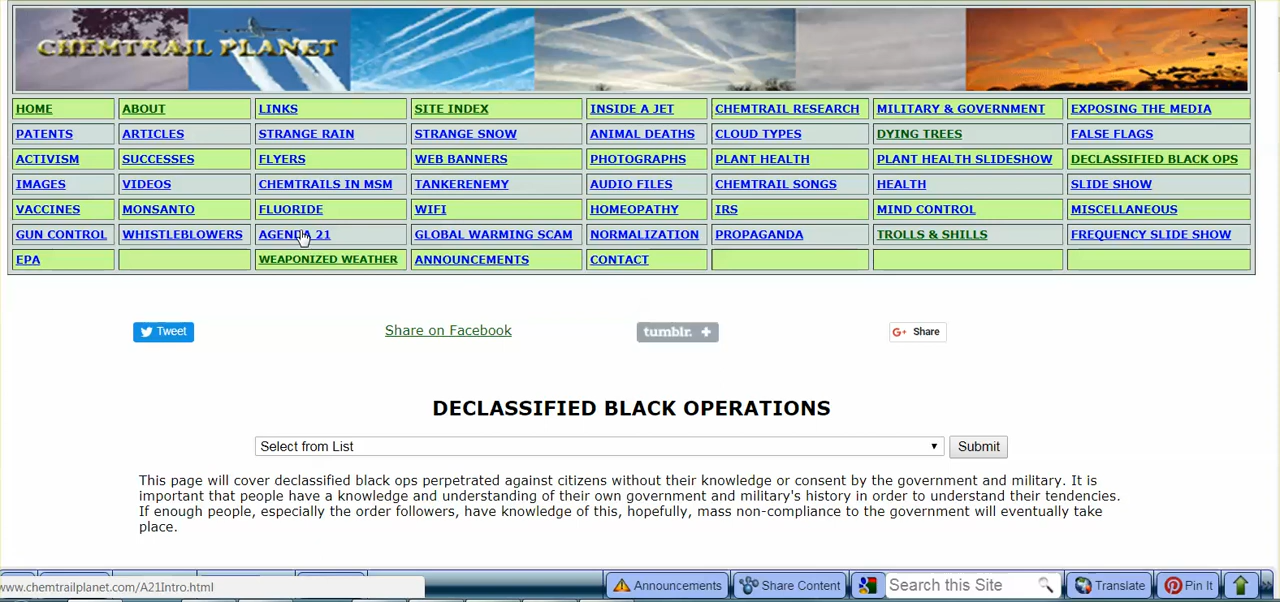 CHEMTRAIL PLANET
HOME ABOUT LINKS SITE INDEX INSIDE A JET CHEMTRAIL RESEARCH MILITARY & GOVERNMENT EXPOSING THE MEDIA
PATENTS ARTICLES STRANGE RAIN STRANGE SNOW ANIMAL DEATHS CLOUD TYPES DYING TREES FALSE FLAGS
ACTIVISM SUCCESSES FLYERS WEB BANNERS PHOTOGRAPHS PLANT HEALTH PLANT HEALTH SLIDESHOW DECLASSIFIED BLACK OPS
IMAGES VIDEOS CHEMTRAILS IN MSM TANKERENEMY AUDIO FILES CHEMTRAIL SONGS HEALTH SLIDE SHOW
VACCINES MONSANTO FLUORIDE WIFI HOMEOPATHY IRS MIND CONTROL MISCELLANEOUS
GUN CONTROL WHISTLEBLOWERS AGENDA 21 GLOBAL WARMING SCAM NORMALIZATION PROPAGANDA TROLLS & SHILLS FREQUENCY SLIDE SHOW
EPA WEAPONIZED WEATHER ANNOUNCEMENTS CONTACT
Tweet Share on Facebook tumblr. + G+ Share
DECLASSIFIED BLACK OPERATIONS
Select from List Submit
This page will cover declassified black ops perpetrated against citizens without their knowledge or consent by the government and military. It is
important that people have a knowledge and understanding of their own government and military's history in order to understand their tendencies.
If enough people, especially the order followers, have knowledge of this, hopefully, mass non-compliance to the government will eventually take
place.
www.chemtrailplanet.com/A21Intro.html Announcements Share Content Search this Site Translate Pin It